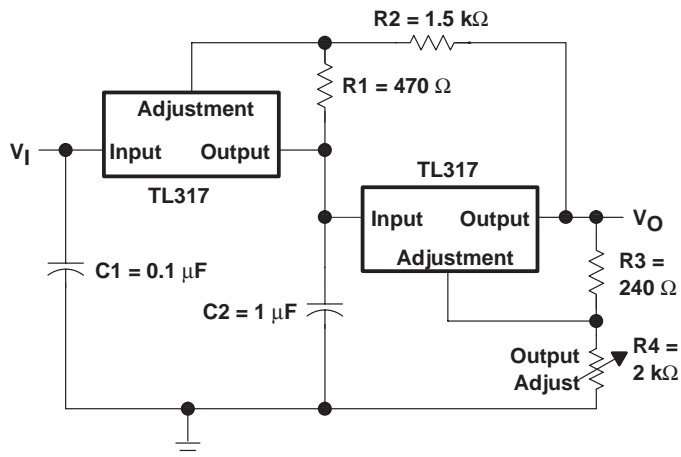 R2 = 1.5 kΩ
R1 = 470 Ω
Adjustment
VI
Input
Output
TL317
TL317
Input
Output
VO
Adjustment
C1 = 0.1 μF
R3 =
240 Ω
C2 = 1 μF
Output
Adjust
R4 =
2 kΩ